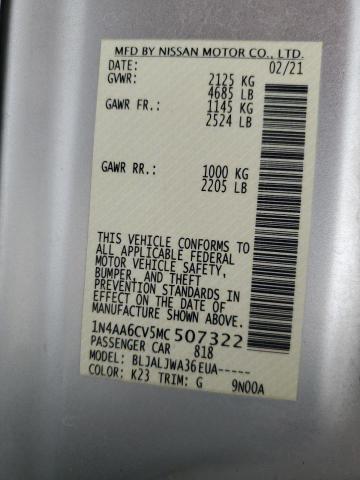 MFD BY NISSAN MOTOR CO., LTD.
DATE: 02/21
GVWR: 2125 KG
4685 LB
GAWR FR.: 1145 KG
2524 LB
GAWR RR.: 1000 KG
2205 LB
THIS VEHICLE CONFORMS TO
ALL APPLICABLE FEDERAL
MOTOR VEHICLE SAFETY,
BUMPER, AND THEFT
PREVENTION STANDARDS IN
EFFECT ON THE DATE OF
MANUFACTURE SHOWN ABOVE.
1N4AA6CV5MC507322
PASSENGER CAR 818
MODEL: BLJALJWA36EUA-----
COLOR: K23 TRIM: G 9N00A